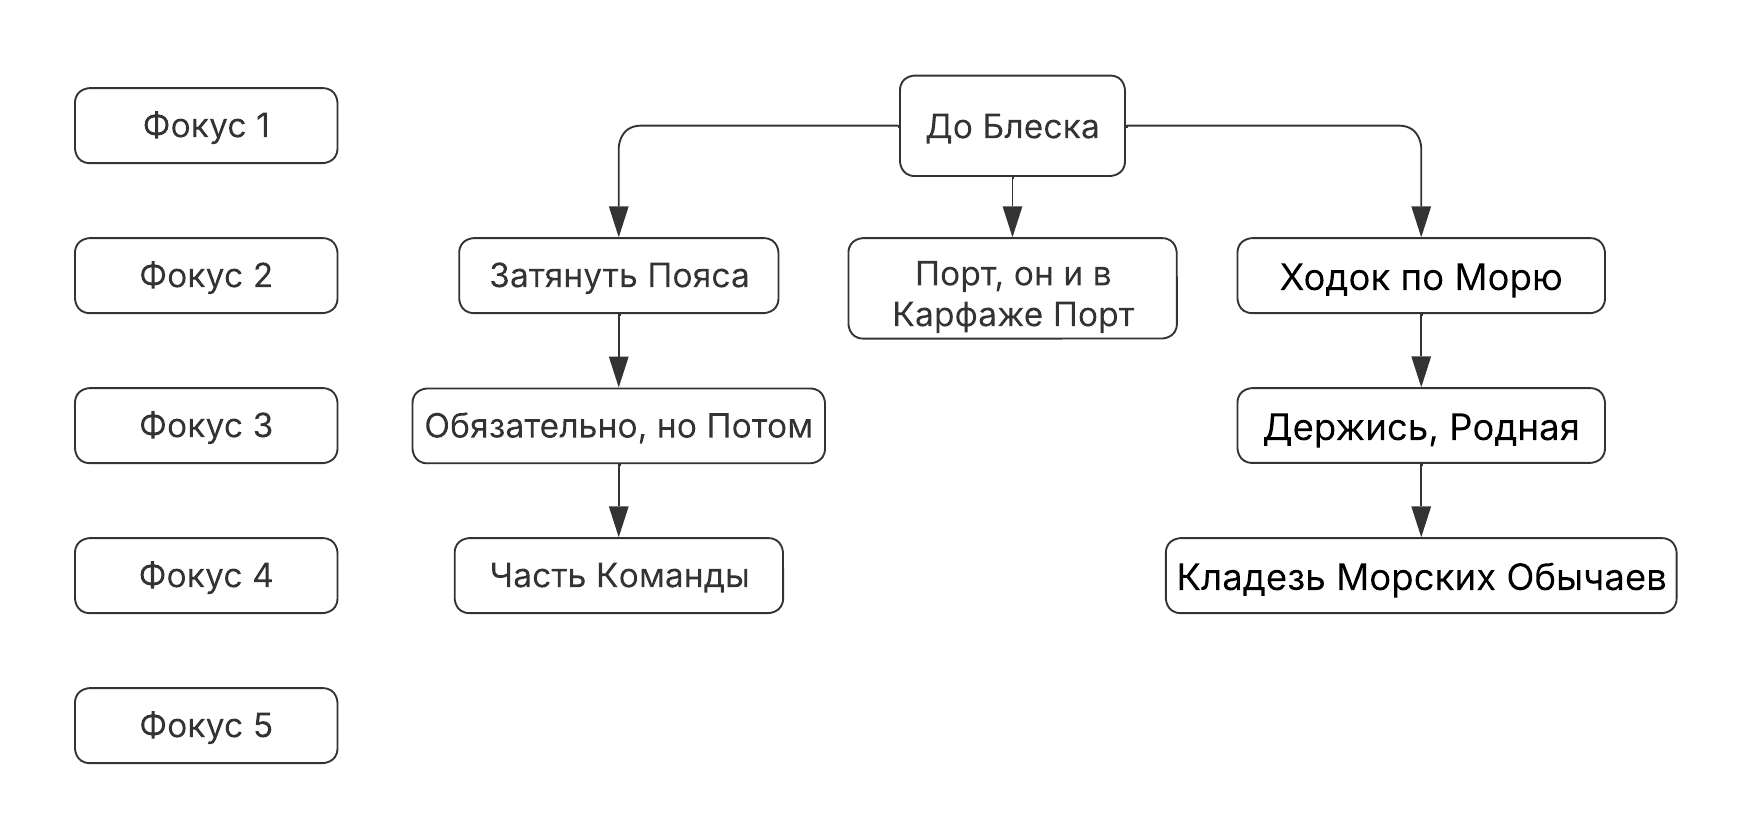 Фокус 1
До Блеска
Фокус 2
Затянуть Пояса
Порт, он и в
Карфаже Порт
Ходок по Морю
Фокус 3
Обязательно, но Потом
Держись, Родная
Фокус 4
Часть Команды
Кладезь Морских Обычаев
Фокус 5